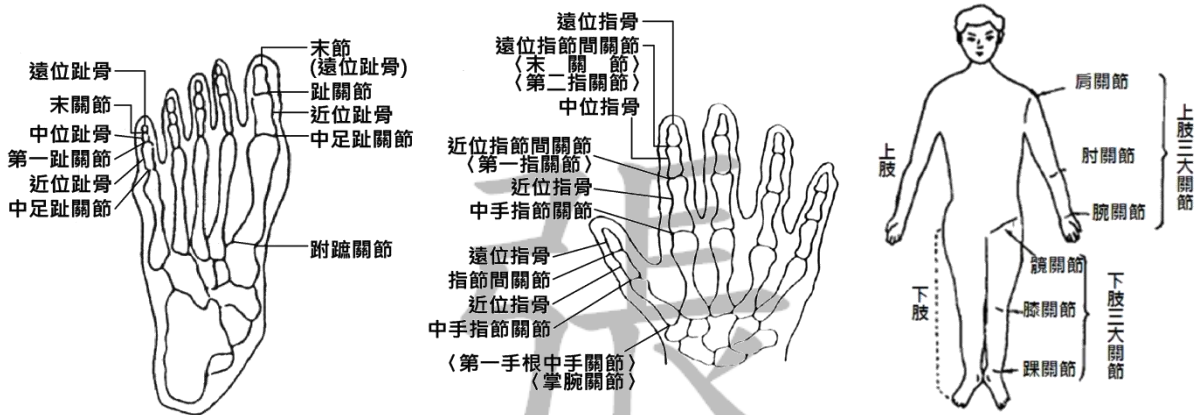 末節
(遠位趾骨)
趾關節
近位趾骨
中足趾關節
跗蹠關節
遠位趾骨
末關節
中位趾骨
第一趾關節
近位趾骨
中足趾關節
遠位指骨
遠位指節間關節
〈末關節〉
〈第二指關節〉
中位指骨
近位指節間關節
〈第一指關節〉
近位指骨
中手指節關節
遠位指骨
指節間關節
近位指骨
中手指節關節
〈第一手根中手關節〉
〈掌腕關節〉
上肢
下肢
肩關節
肘關節
腕關節
上肢三大關節
髖關節
膝關節
踝關節
下肢三大關節